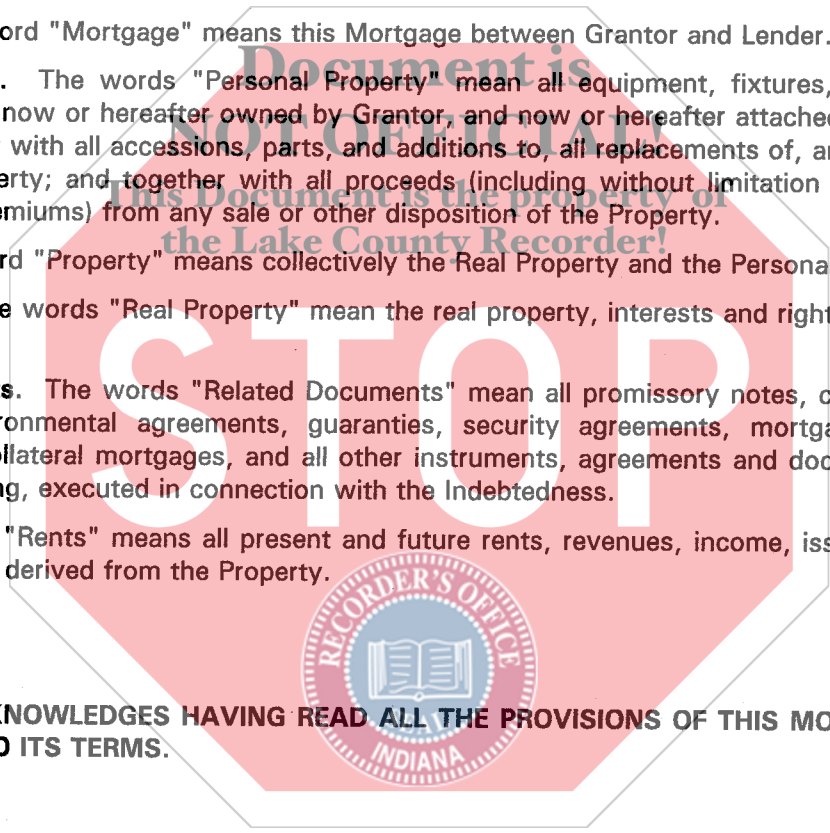 ord "Mortgage" means this Mortgage between Grantor and Lender.
Document is
. The words "Personal Property" mean all equipment, fixtures,
now or hereafter owned by Grantor, and now or hereafter attached
NOT OFFICIAL!
with all accessions, parts, and additions to, all replacements of, an
erty; and together with all proceeds (including without limitation
This Document is the property of
emiums) from any sale or other disposition of the Property.
the Lake County Recorder!
rd "Property" means collectively the Real Property and the Persona
e words "Real Property" mean the real property, interests and right
STOP
s. The words "Related Documents" mean all promissory notes, c
ronmental agreements, guaranties, security agreements, mortga
ollateral mortgages, and all other instruments, agreements and doc
ng, executed in connection with the Indebtedness.
"Rents" means all present and future rents, revenues, income, iss
derived from the Property.
RECORDER'S OFFICE
INDIANA
KNOWLEDGES HAVING READ ALL THE PROVISIONS OF THIS MO
O ITS TERMS.